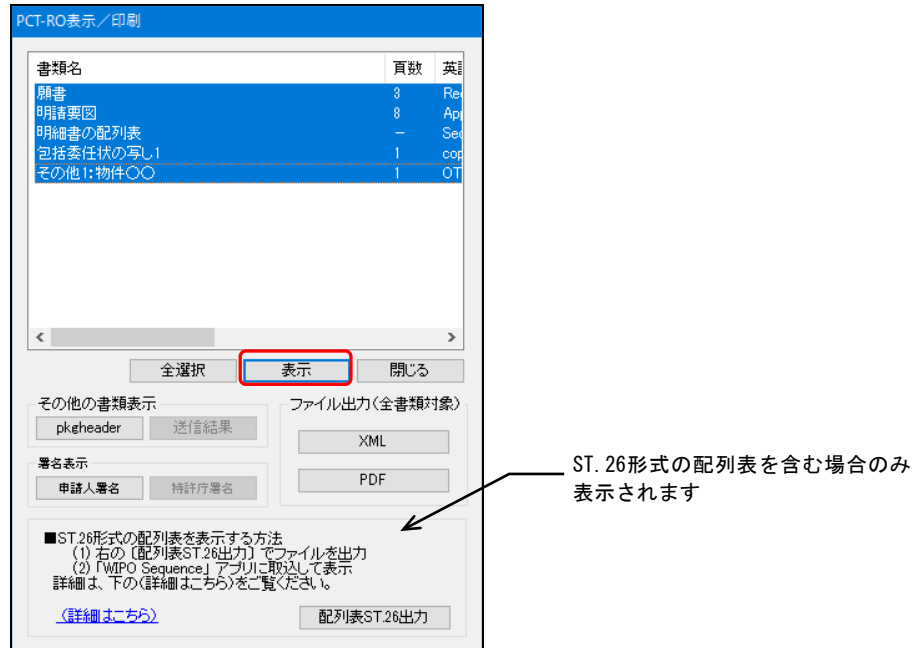 PCT-RO表示／印刷
書類名 頁数 英
願書 3 Re
明請要図 8 Ap
明細書の配列表 － Sec
包括委任状の写し1 1 cop
その他1:物件〇〇 1 OT
全選択 表示 閉じる
その他の書類表示
pkgheader 送信結果
署名表示
申請人署名 特許庁署名
ファイル出力(全書類対象)
XML
PDF
ST.26形式の配列表を含む場合のみ
表示されます
■ST.26形式の配列表を表示する方法
(1) 右の〔配列表ST.26出力〕でファイルを出力
(2)「WIPO Sequence」アプリに取込して表示
詳細は、下の(詳細はこちら)をご覧ください。
(詳細はこちら) 配列表ST.26出力